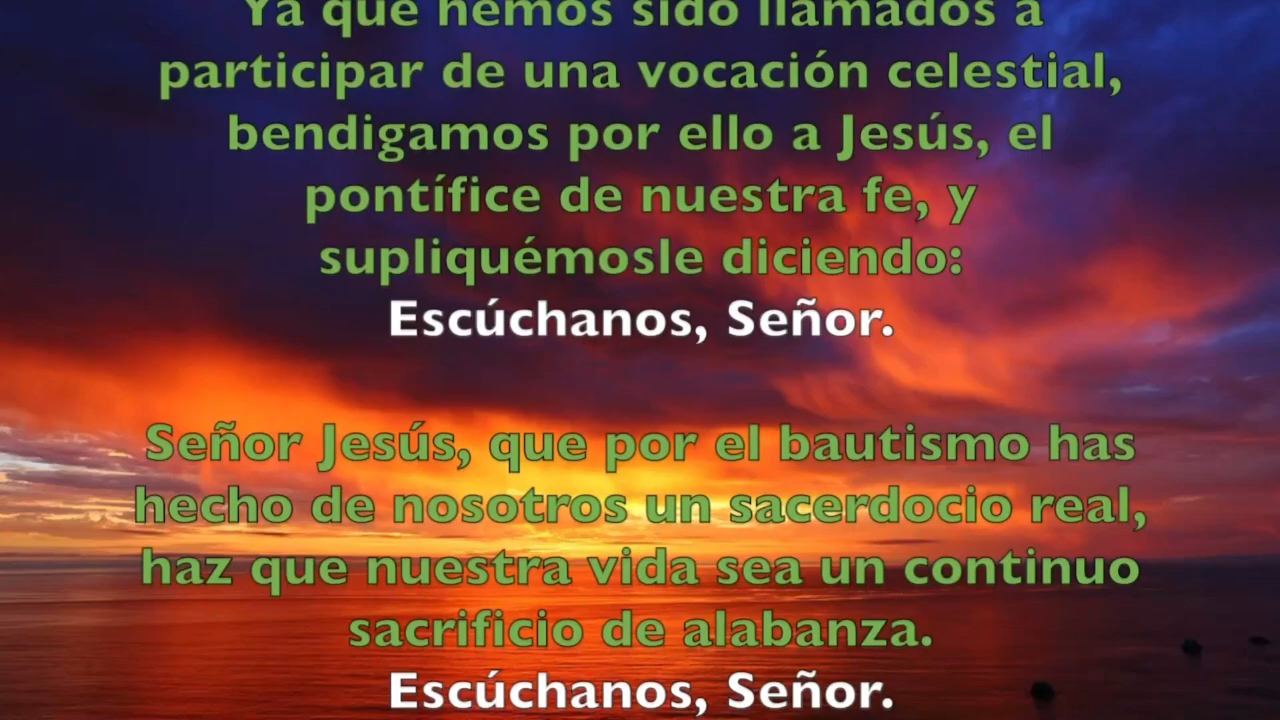 Ya que hemos sido llamados a
participar de una vocación celestial,
bendigamos por ello a Jesús, el
pontífice de nuestra fe, y
supliquémosle diciendo:
Escúchanos, Señor.
Señor Jesús, que por el bautismo has
hecho de nosotros un sacerdocio real,
haz que nuestra vida sea un continuo
sacrificio de alabanza.
Escúchanos, Señor.